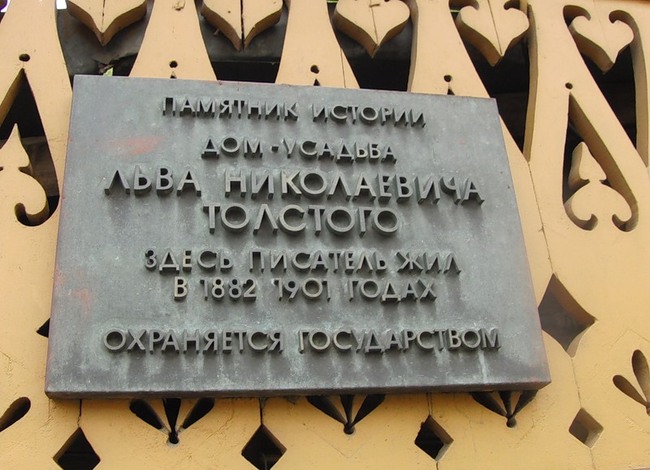 ПАМЯТНИК ИСТОРИИ
ДОМ-УСАДЬБА
ЛЬВА НИКОЛАЕВИЧА
ТОЛСТОГО
ЗДЕСЬ ПИСАТЕЛЬ ЖИЛ
В 1882 1901 ГОДАХ
ОХРАНЯЕТСЯ ГОСУДАРСТВОМ